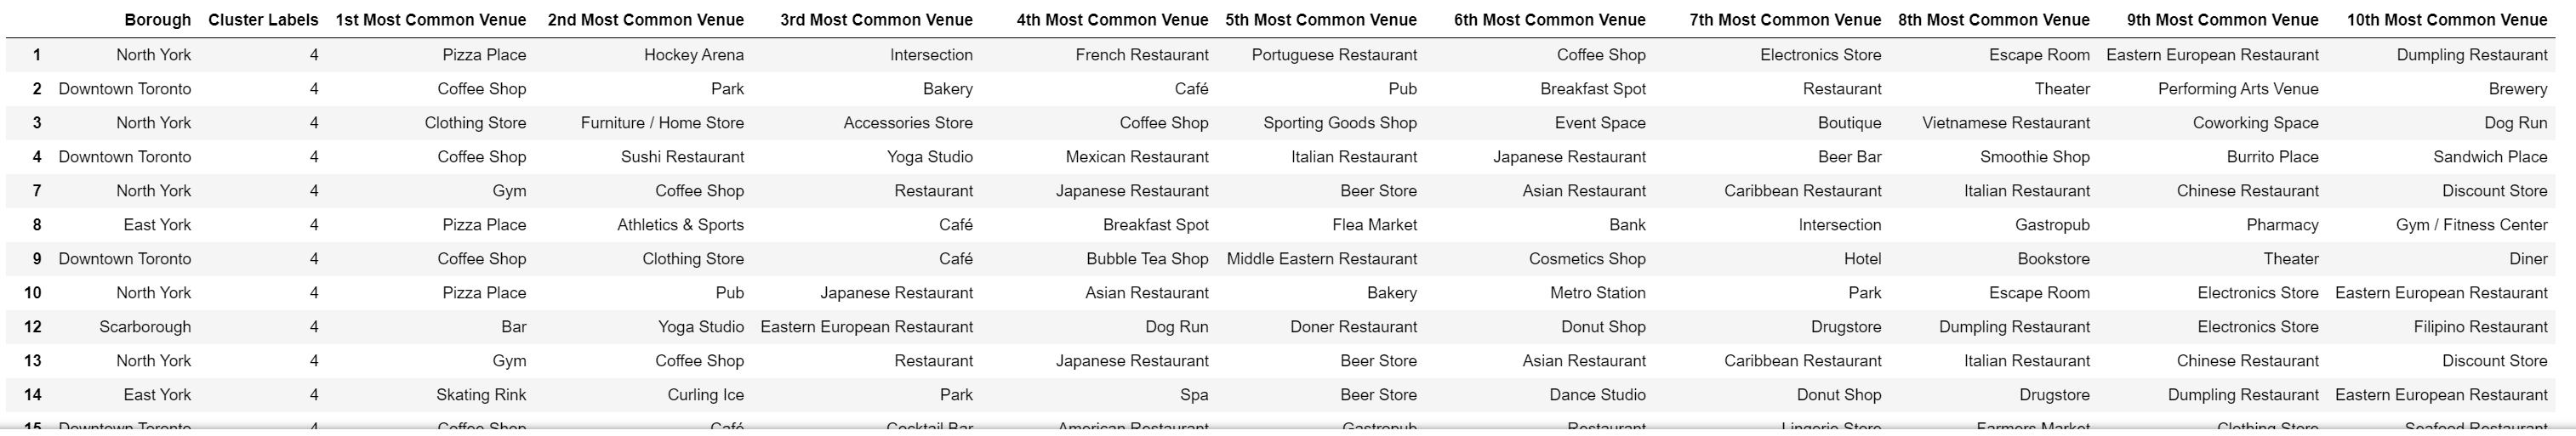 Borough Cluster Labels 1st Most Common Venue 2nd Most Common Venue 3rd Most Common Venue 4th Most Common Venue 5th Most Common Venue 6th Most Common Venue 7th Most Common Venue 8th Most Common Venue 9th Most Common Venue 10th Most Common Venue
1 North York 4 Pizza Place Hockey Arena Intersection French Restaurant Portuguese Restaurant Coffee Shop Electronics Store Escape Room Eastern European Restaurant Dumpling Restaurant
2 Downtown Toronto 4 Coffee Shop Park Bakery Café Pub Breakfast Spot Restaurant Theater Performing Arts Venue Brewery
3 North York 4 Clothing Store Furniture / Home Store Accessories Store Coffee Shop Sporting Goods Shop Event Space Boutique Vietnamese Restaurant Coworking Space Dog Run
4 Downtown Toronto 4 Coffee Shop Sushi Restaurant Yoga Studio Mexican Restaurant Italian Restaurant Japanese Restaurant Beer Bar Smoothie Shop Burrito Place Sandwich Place
7 North York 4 Gym Coffee Shop Restaurant Japanese Restaurant Beer Store Asian Restaurant Caribbean Restaurant Italian Restaurant Chinese Restaurant Discount Store
8 East York 4 Pizza Place Athletics & Sports Café Breakfast Spot Flea Market Bank Intersection Gastropub Pharmacy Gym / Fitness Center
9 Downtown Toronto 4 Coffee Shop Clothing Store Café Bubble Tea Shop Middle Eastern Restaurant Cosmetics Shop Hotel Bookstore Theater Diner
10 North York 4 Pizza Place Pub Japanese Restaurant Asian Restaurant Bakery Metro Station Park Escape Room Electronics Store Eastern European Restaurant
12 Scarborough 4 Bar Yoga Studio Eastern European Restaurant Dog Run Doner Restaurant Donut Shop Drugstore Dumpling Restaurant Electronics Store Filipino Restaurant
13 North York 4 Gym Coffee Shop Restaurant Japanese Restaurant Beer Store Asian Restaurant Caribbean Restaurant Italian Restaurant Chinese Restaurant Discount Store
14 East York 4 Skating Rink Curling Ice Park Spa Beer Store Dance Studio Donut Shop Drugstore Dumpling Restaurant Eastern European Restaurant
15 Downtown Toronto 4 Coffee Shop Café Cocktail Bar American Restaurant Gastropub Restaurant Lingerie Store Farmers Market Clothing Store Seafood Restaurant